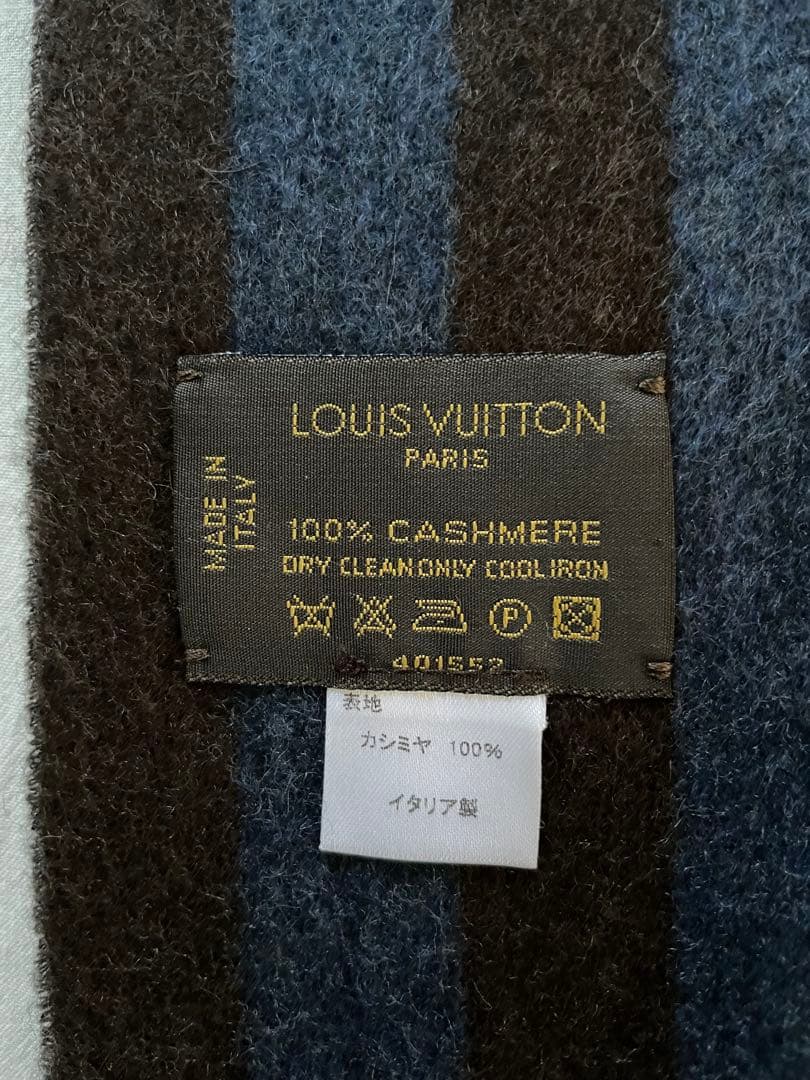 LOUIS VUITTON
PARIS
MADE IN
ITALY
100% CASHMERE
DRY CLEAN ONLY COOL IRON
P
401552
表地
カシミヤ 100%
イタリア製